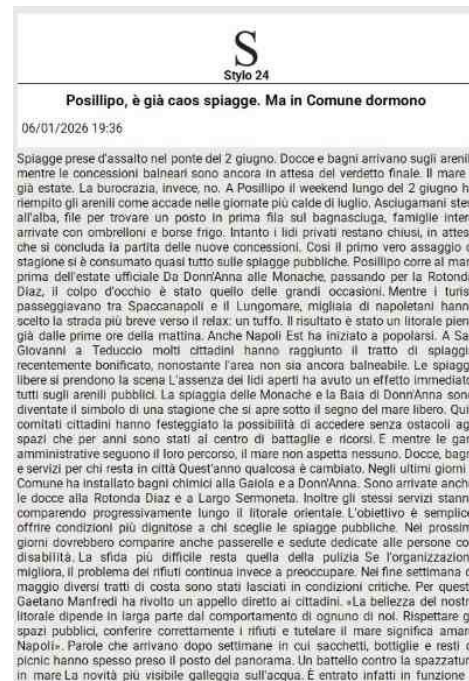 S
Stylo 24
Posillipo, è già caos spiagge. Ma in Comune dormono
06/01/2026 19:36
Spiagge prese d'assalto nel ponte del 2 giugno. Docce e bagni arrivano sugli arenili
mentre le concessioni balneari sono ancora in attesa del verdetto finale. Il mare
già estate. La burocrazia, invece, no. A Posillipo il weekend lungo del 2 giugno h
riempito gli arenili come accade nelle giornate più calde di luglio. Asciugamani stes
all'alba, file per trovare un posto in prima fila sul bagnasciuga, famiglie inter
arrivate con ombrelloni e borse frigo. Intanto i lidi privati restano chiusi, in attes
che si concluda la partita delle nuove concessioni. Così il primo vero assaggio d
stagione si è consumato quasi tutto sulle spiagge pubbliche. Posillipo corre al mar
prima dell'estate ufficiale Da Donn'Anna alle Monache, passando per la Rotonda
Diaz, il colpo d'occhio è stato quello delle grandi occasioni. Mentre i turis
passeggiavano tra Spaccanapoli e il Lungomare, migliaia di napoletani hann
scelto la strada più breve verso il relax: un tuffo. Il risultato è stato un litorale pien
già dalle prime ore della mattina. Anche Napoli Est ha iniziato a popolarsi. A Sa
Giovanni a Teduccio molti cittadini hanno raggiunto il tratto di spiaggi
recentemente bonificato, nonostante l'area non sia ancora balneabile. Le spiagg
libere si prendono la scena L'assenza dei lidi aperti ha avuto un effetto immediato
tutti sugli arenili pubblici. La spiaggia delle Monache e la Baia di Donn'Anna sono
diventate il simbolo di una stagione che si apre sotto il segno del mare libero. Qui
comitati cittadini hanno festeggiato la possibilità di accedere senza ostacoli ag
spazi che per anni sono stati al centro di battaglie e ricorsi. E mentre le gar
amministrative seguono il loro percorso, il mare non aspetta nessuno. Docce, bagn
e servizi per chi resta in città Quest'anno qualcosa è cambiato. Negli ultimi giorni
Comune ha installato bagni chimici alla Gaiola e a Donn'Anna. Sono arrivate anch
le docce alla Rotonda Diaz e a Largo Sermoneta. Inoltre gli stessi servizi stann
comparendo progressivamente lungo il litorale orientale. L'obiettivo è semplice
offrire condizioni più dignitose a chi sceglie le spiagge pubbliche. Nei prossim
giorni dovrebbero comparire anche passerelle e sedute dedicate alle persone co
disabilità. La sfida più difficile resta quella della pulizia Se l'organizzazion
migliora, il problema dei rifiuti continua invece a preoccupare. Nei fine settimana d
maggio diversi tratti di costa sono stati lasciati in condizioni critiche. Per quest
Gaetano Manfredi ha rivolto un appello diretto ai cittadini. «La bellezza del nostr
litorale dipende in larga parte dal comportamento di ognuno di noi. Rispettare gl
spazi pubblici, conferire correttamente i rifiuti e tutelare il mare significa amar
Napoli». Parole che arrivano dopo settimane in cui sacchetti, bottiglie e resti d
picnic hanno spesso preso il posto del panorama. Un battello contro la spazzatur
in mare La novità più visibile galleggia sull'acqua. È entrato infatti in funzione